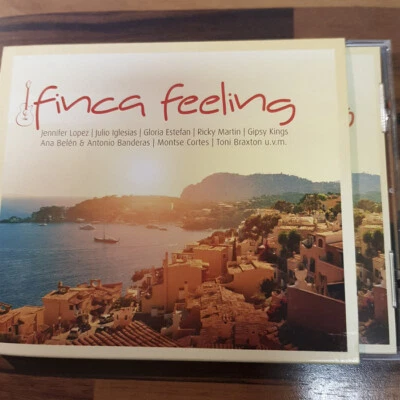 finca feeling
Jennifer Lopez | Julio Iglesias | Gloria Estefan | Ricky Martin | Gipsy Kings
Ana Belén & Antonio Banderas | Montse Cortes | Toni Braxton u.v.m.